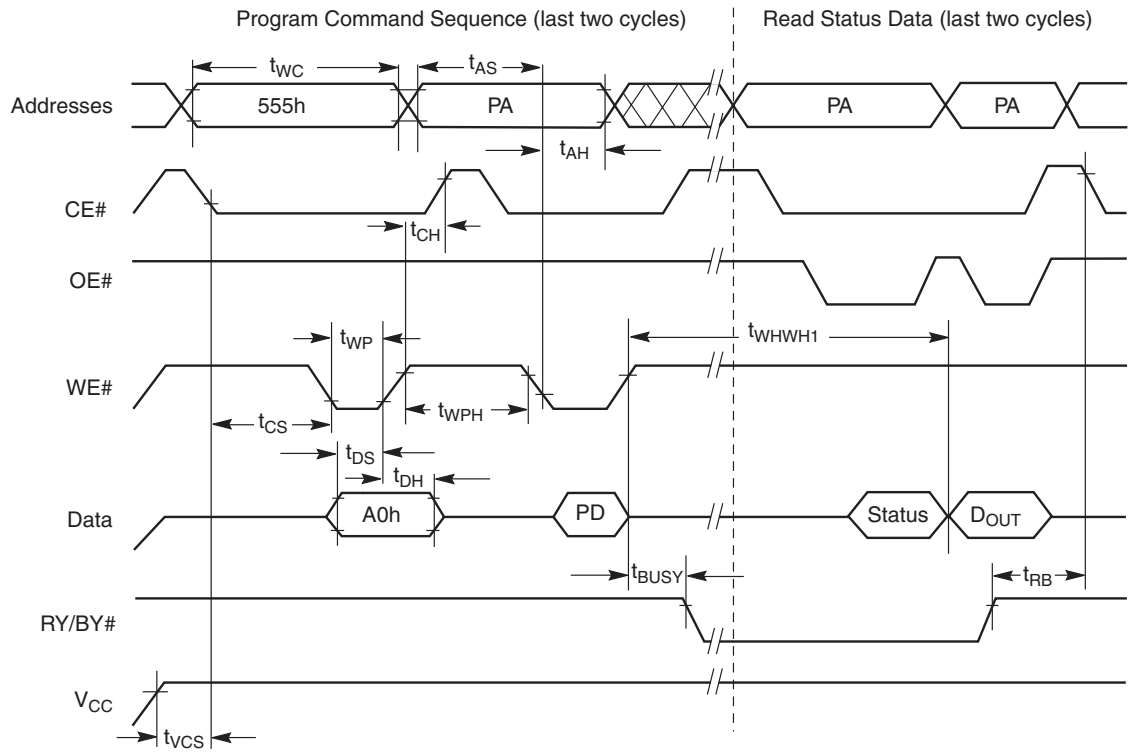 Program Command Sequence (last two cycles)
Read Status Data (last two cycles)
tWC
tAS
Addresses
555h
PA
PA
PA
tAH
CE#
tCH
OE#
tWP
tWHWH1
WE#
tCS
tWPH
tDS
tDH
Data
A0h
PD
Status
DOUT
tBUSY
tRB
RY/BY#
VCC
tVCS